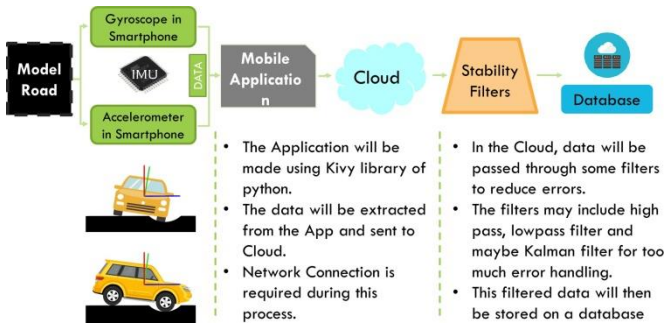 Gyroscope in
Smartphone
Model
Road
IMU
DATA
Accelerometer
in Smartphone
Mobile
Applicatio
n
Cloud
Stability
Filters
Database
• The Application will be
made using Kivy library of
python.
• The data will be extracted
from the App and sent to
Cloud.
• Network Connection is
required during this
process.
• In the Cloud, data will be
passed through some filters
to reduce errors.
• The filters may include high
pass, lowpass filter and
maybe Kalman filter for too
much error handling.
• This filtered data will then
be stored on a database